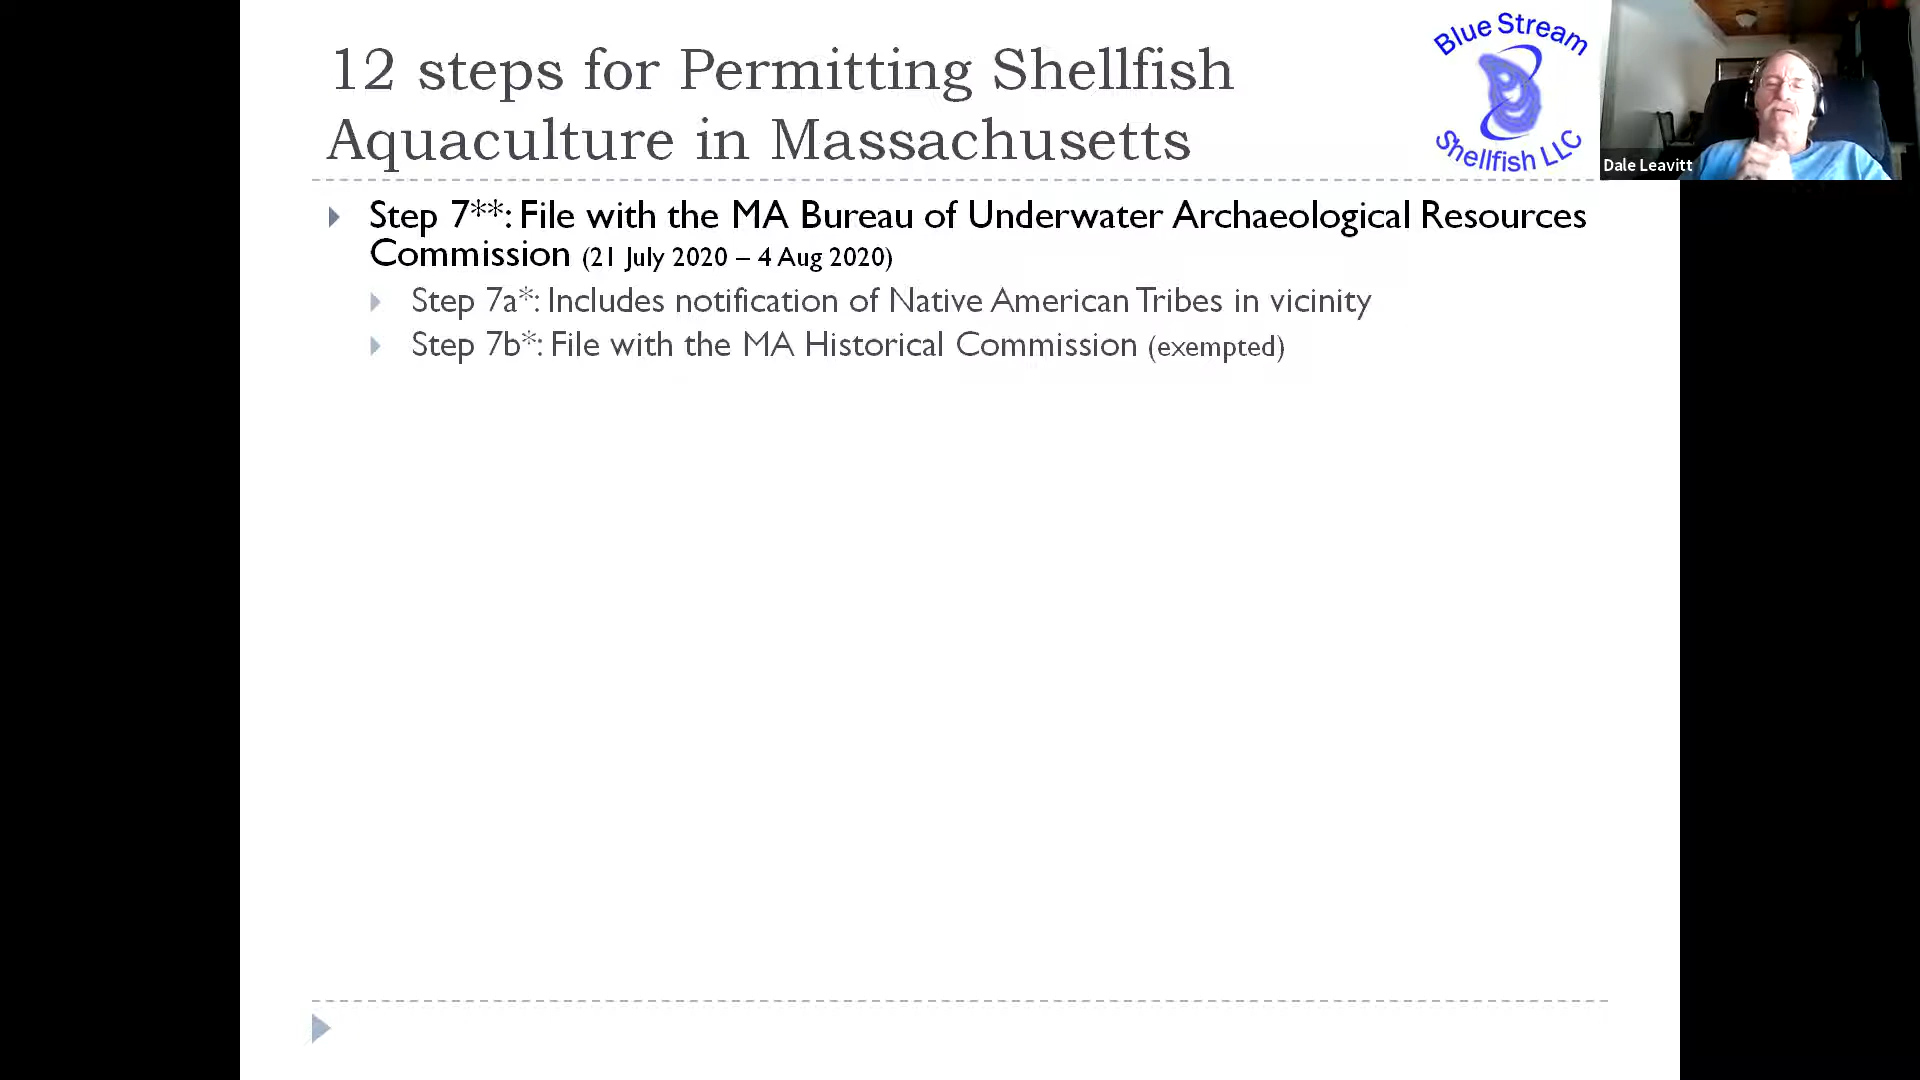 12 steps for Permitting Shellfish
Aquaculture in Massachusetts
Blue Stream
Shellfish LLC
Dale Leavitt
Step 7**: File with the MA Bureau of Underwater Archaeological Resources
Commission (21 July 2020 – 4 Aug 2020)
Step 7a*: Includes notification of Native American Tribes in vicinity
Step 7b*: File with the MA Historical Commission (exempted)